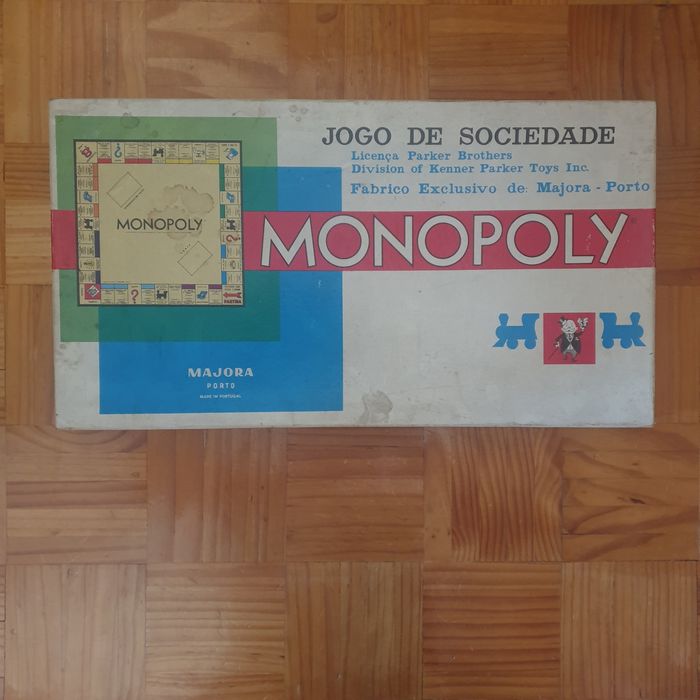 JOGO DE SOCIEDADE
Licença Parker Brothers
Division of Kenner Parker Toys Inc.
Fabrico Exclusivo de: Majora - Porto
MONOPOLY
MONOPOLY
PARTIDA
MAJORA
PORTO
MADE IN PORTUGAL